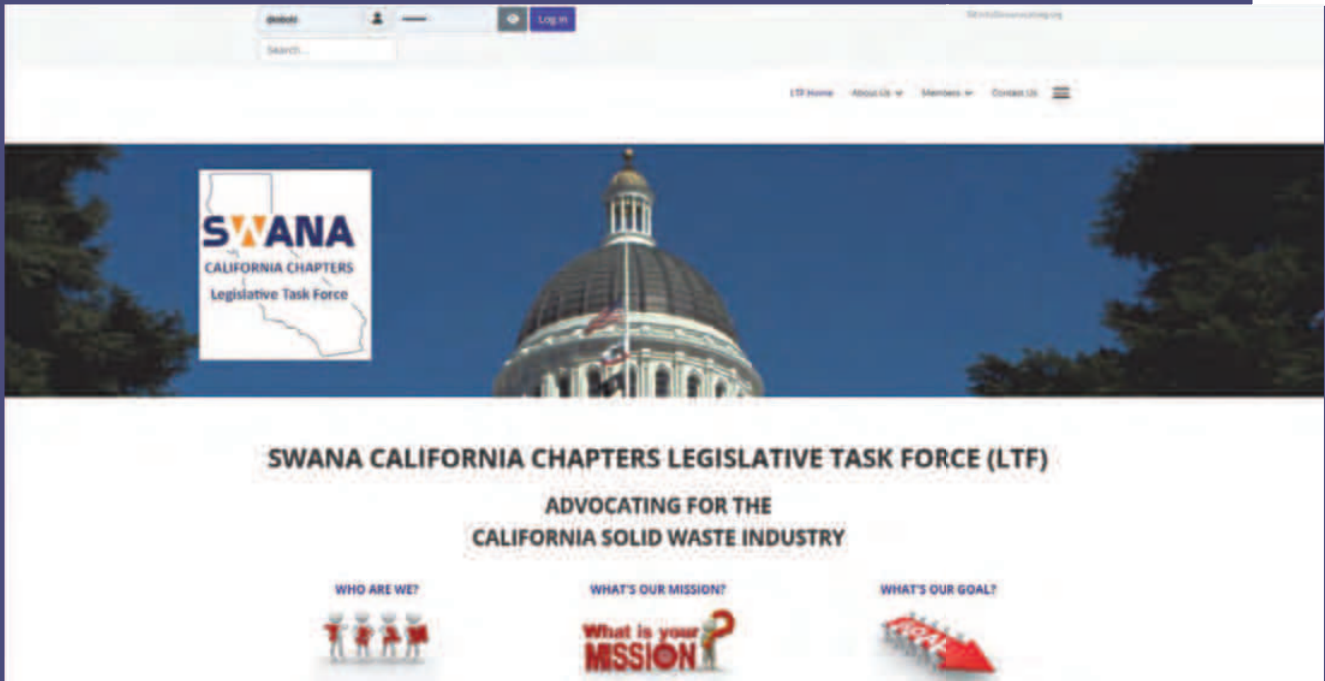 Log in
Search...
LTF Home About Us Members Contact Us
SWANA
CALIFORNIA CHAPTERS
Legislative Task Force
SWANA CALIFORNIA CHAPTERS LEGISLATIVE TASK FORCE (LTF)
ADVOCATING FOR THE
CALIFORNIA SOLID WASTE INDUSTRY
WHO ARE WE? WHAT'S OUR MISSION? WHAT'S OUR GOAL?
TEAM What is your GOAL
MISSION